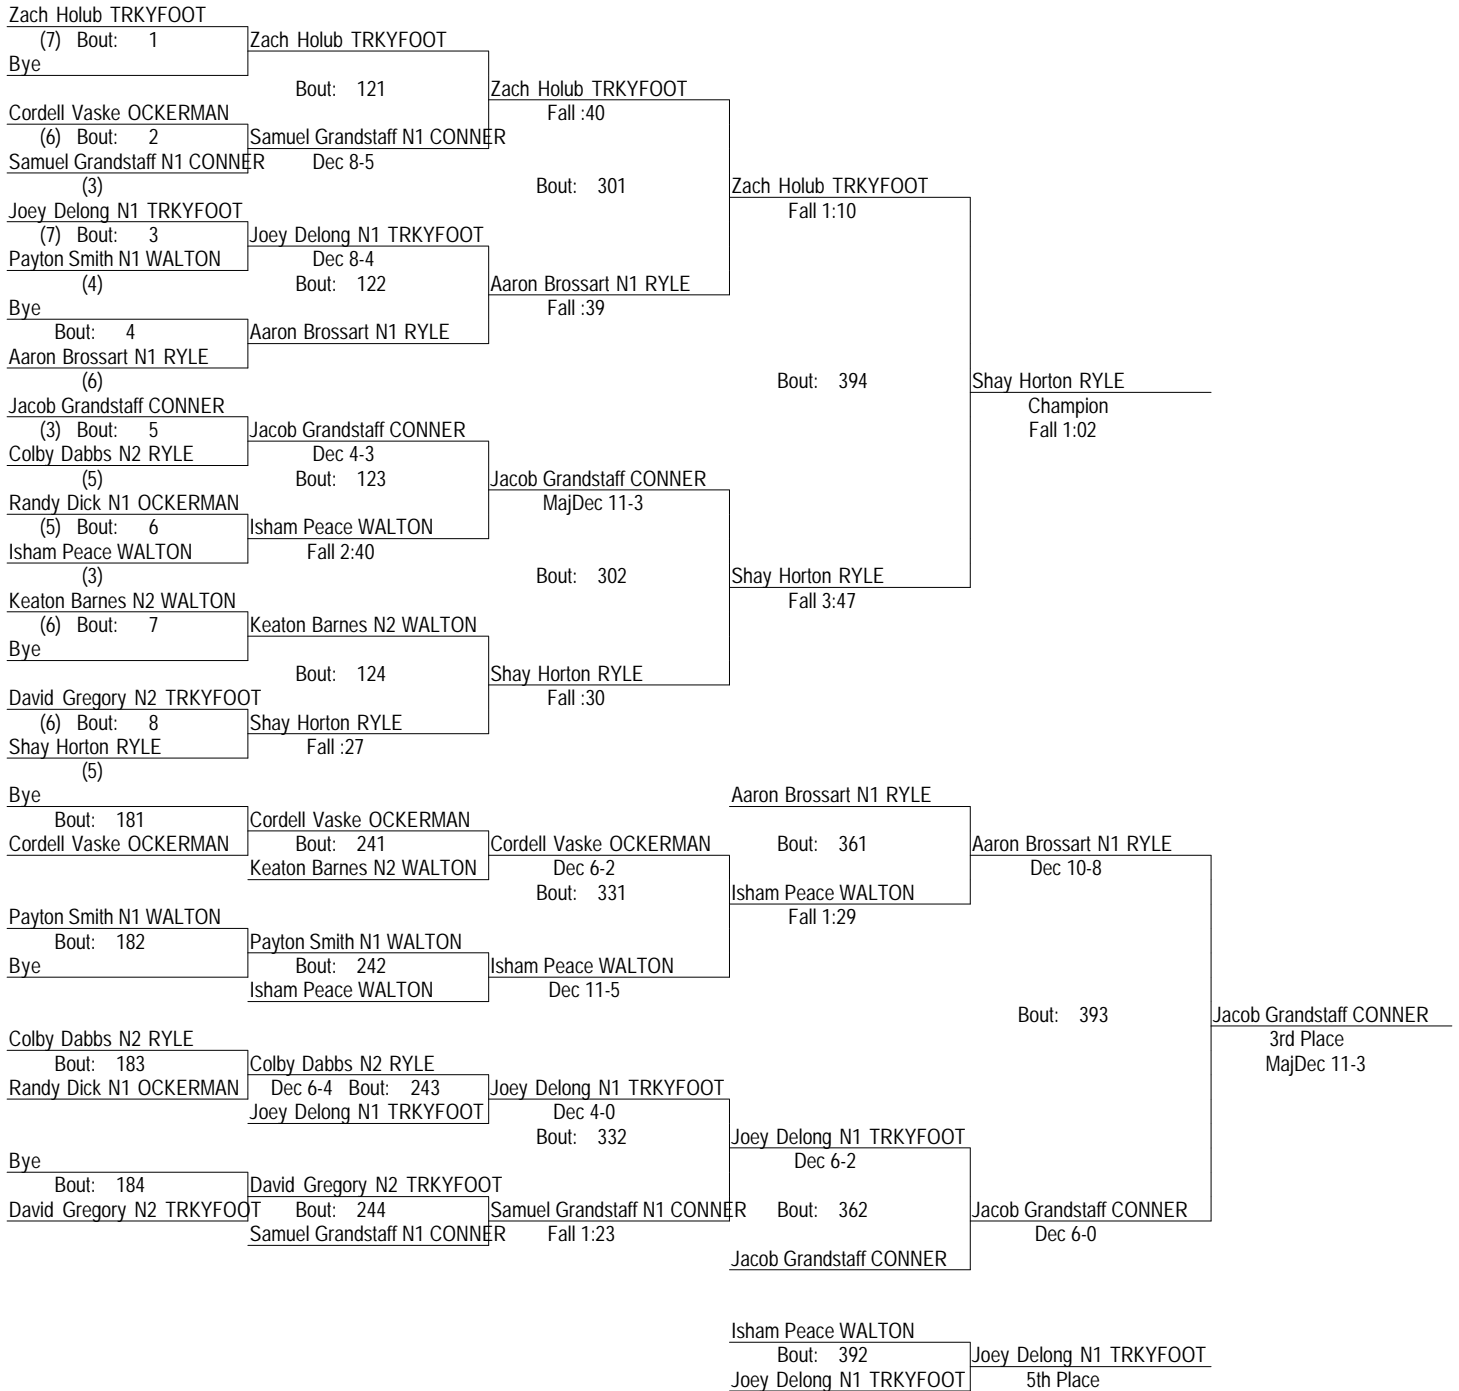 Zach Holub TRKYFOOT
(7) Bout: 1
Zach Holub TRKYFOOT
Bye
Bout: 121
Zach Holub TRKYFOOT
Cordell Vaske OCKERMAN
Fall :40
(6) Bout: 2
Samuel Grandstaff N1 CONNER
Samuel Grandstaff N1 CONNER
Dec 8-5
(3)
Bout: 301
Zach Holub TRKYFOOT
Joey Delong N1 TRKYFOOT
Fall 1:10
(7) Bout: 3
Joey Delong N1 TRKYFOOT
Payton Smith N1 WALTON
Dec 8-4
(4)
Bout: 122
Aaron Brossart N1 RYLE
Bye
Fall :39
Bout: 4
Aaron Brossart N1 RYLE
Aaron Brossart N1 RYLE
(6)
Bout: 394
Shay Horton RYLE
Jacob Grandstaff CONNER
Champion
(3) Bout: 5
Jacob Grandstaff CONNER
Fall 1:02
Colby Dabbs N2 RYLE
Dec 4-3
(5)
Bout: 123
Jacob Grandstaff CONNER
Randy Dick N1 OCKERMAN
MajDec 11-3
(5) Bout: 6
Isham Peace WALTON
Isham Peace WALTON
Fall 2:40
(3)
Bout: 302
Shay Horton RYLE
Keaton Barnes N2 WALTON
Fall 3:47
(6) Bout: 7
Keaton Barnes N2 WALTON
Bye
Bout: 124
Shay Horton RYLE
David Gregory N2 TRKYFOOT
Fall :30
(6) Bout: 8
Shay Horton RYLE
Shay Horton RYLE
Fall :27
(5)
Bye
Aaron Brossart N1 RYLE
Bout: 181
Cordell Vaske OCKERMAN
Cordell Vaske OCKERMAN
Bout: 241
Cordell Vaske OCKERMAN
Bout: 361
Aaron Brossart N1 RYLE
Keaton Barnes N2 WALTON
Dec 6-2
Dec 10-8
Bout: 331
Isham Peace WALTON
Payton Smith N1 WALTON
Fall 1:29
Bout: 182
Payton Smith N1 WALTON
Bye
Bout: 242
Isham Peace WALTON
Isham Peace WALTON
Dec 11-5
Bout: 393
Jacob Grandstaff CONNER
Colby Dabbs N2 RYLE
3rd Place
Bout: 183
Colby Dabbs N2 RYLE
MajDec 11-3
Randy Dick N1 OCKERMAN
Dec 6-4 Bout: 243
Joey Delong N1 TRKYFOOT
Joey Delong N1 TRKYFOOT
Dec 4-0
Bout: 332
Joey Delong N1 TRKYFOOT
Bye
Dec 6-2
Bout: 184
David Gregory N2 TRKYFOOT
David Gregory N2 TRKYFOOT
Bout: 244
Samuel Grandstaff N1 CONNER
Bout: 362
Jacob Grandstaff CONNER
Samuel Grandstaff N1 CONNER
Fall 1:23
Dec 6-0
Jacob Grandstaff CONNER
Isham Peace WALTON
Bout: 392
Joey Delong N1 TRKYFOOT
Joey Delong N1 TRKYFOOT
5th Place